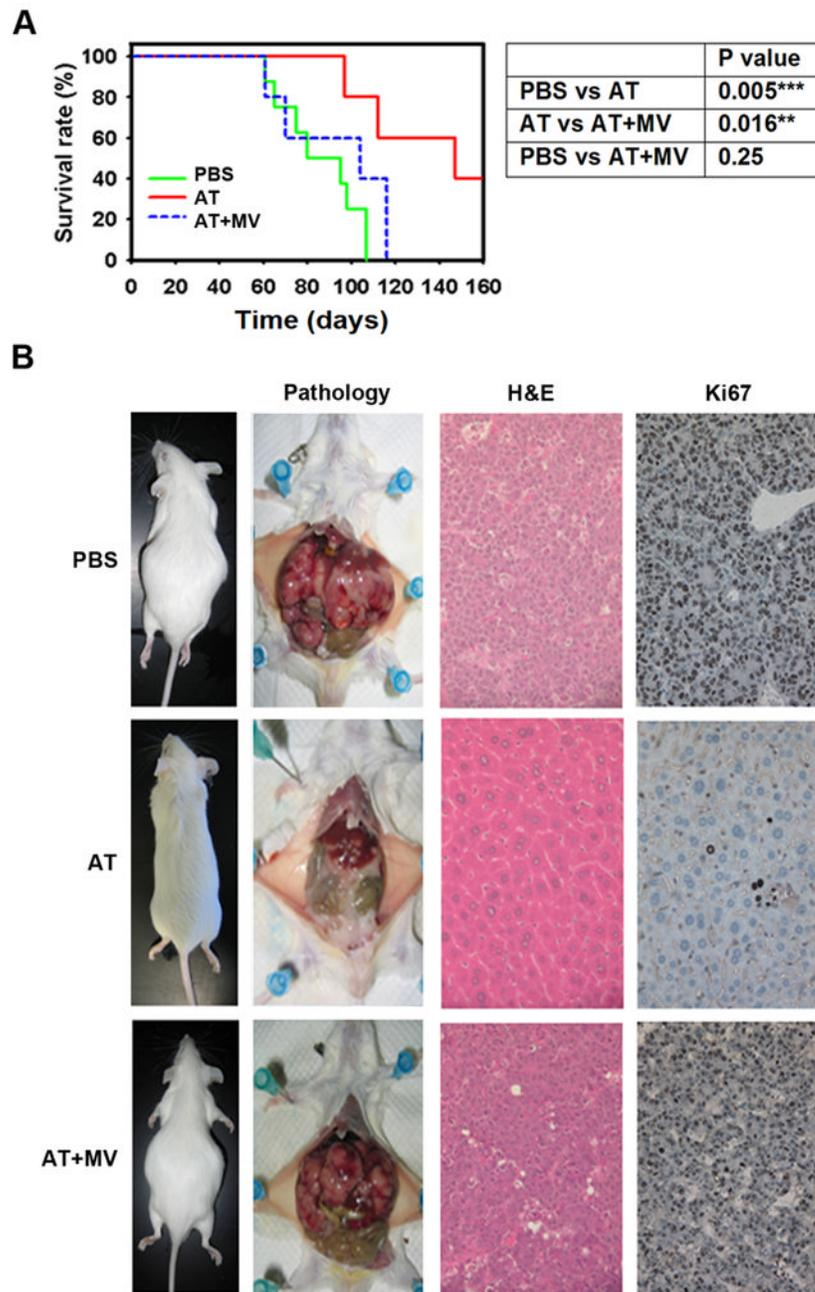 A
100
80
60
40
20
0
Survival rate (%)
PBS
AT
AT+MV
0 20 40 60 80 100 120 140 160
Time (days)
P value
PBS vs AT 0.005***
AT vs AT+MV 0.016**
PBS vs AT+MV 0.25
B
Pathology H&E Ki67
PBS
AT
AT+MV